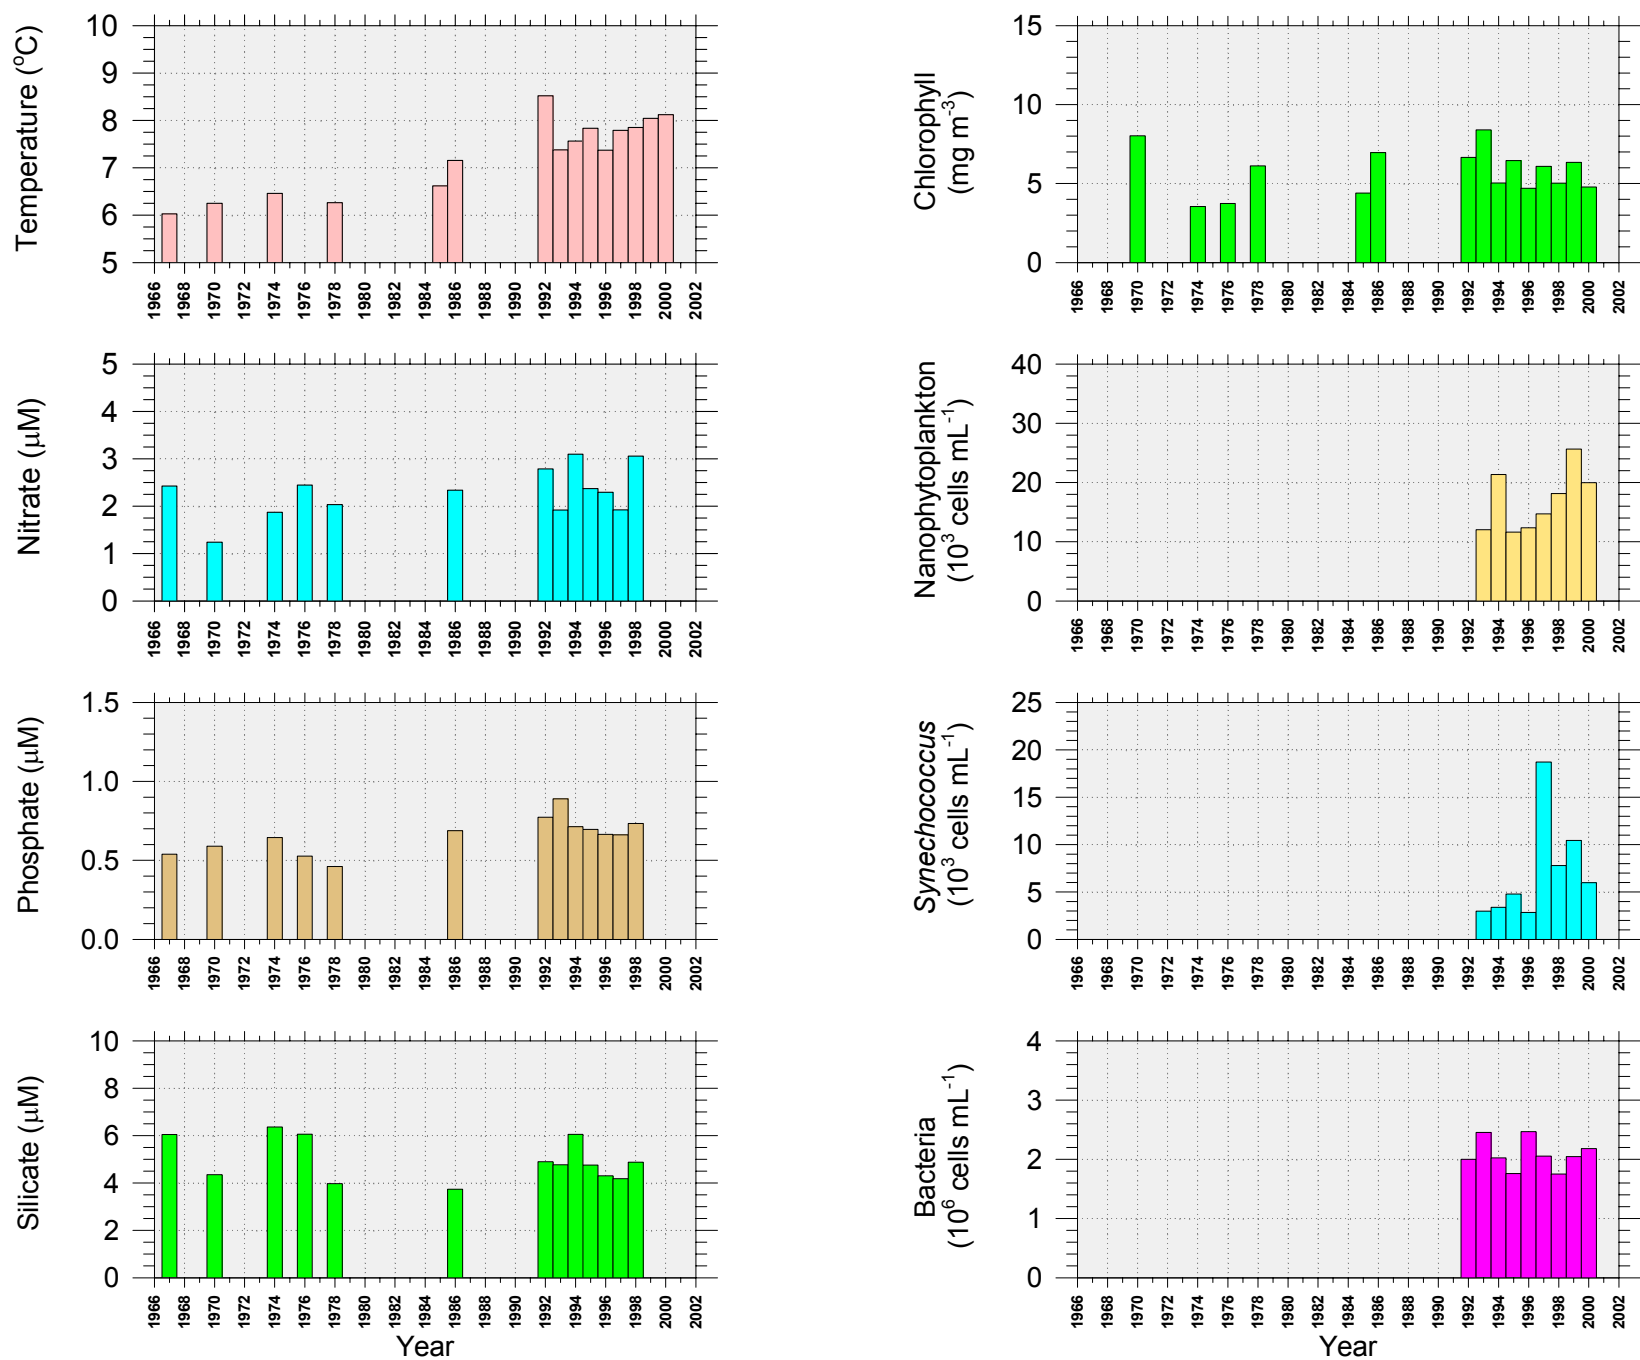 Temperature (°C)
10
9
8
7
6
5
1966 1968 1970 1972 1974 1976 1978 1980 1982 1984 1986 1988 1990 1992 1994 1996 1998 2000 2002
Chlorophyll
(mg m-3)
15
10
5
0
1966 1968 1970 1972 1974 1976 1978 1980 1982 1984 1986 1988 1990 1992 1994 1996 1998 2000 2002
Nitrate (μM)
5
4
3
2
1
0
1966 1968 1970 1972 1974 1976 1978 1980 1982 1984 1986 1988 1990 1992 1994 1996 1998 2000 2002
Nanophytoplankton
(10³ cells mL-1)
40
30
20
10
0
1966 1968 1970 1972 1974 1976 1978 1980 1982 1984 1986 1988 1990 1992 1994 1996 1998 2000 2002
Phosphate (μM)
1.5
1.0
0.5
0.0
1966 1968 1970 1972 1974 1976 1978 1980 1982 1984 1986 1988 1990 1992 1994 1996 1998 2000 2002
Synechococcus
(10³ cells mL-1)
25
20
15
10
5
0
1966 1968 1970 1972 1974 1976 1978 1980 1982 1984 1986 1988 1990 1992 1994 1996 1998 2000 2002
Silicate (μM)
10
8
6
4
2
0
1966 1968 1970 1972 1974 1976 1978 1980 1982 1984 1986 1988 1990 1992 1994 1996 1998 2000 2002
Year
Bacteria
(10⁶ cells mL-1)
4
3
2
1
0
1966 1968 1970 1972 1974 1976 1978 1980 1982 1984 1986 1988 1990 1992 1994 1996 1998 2000 2002
Year